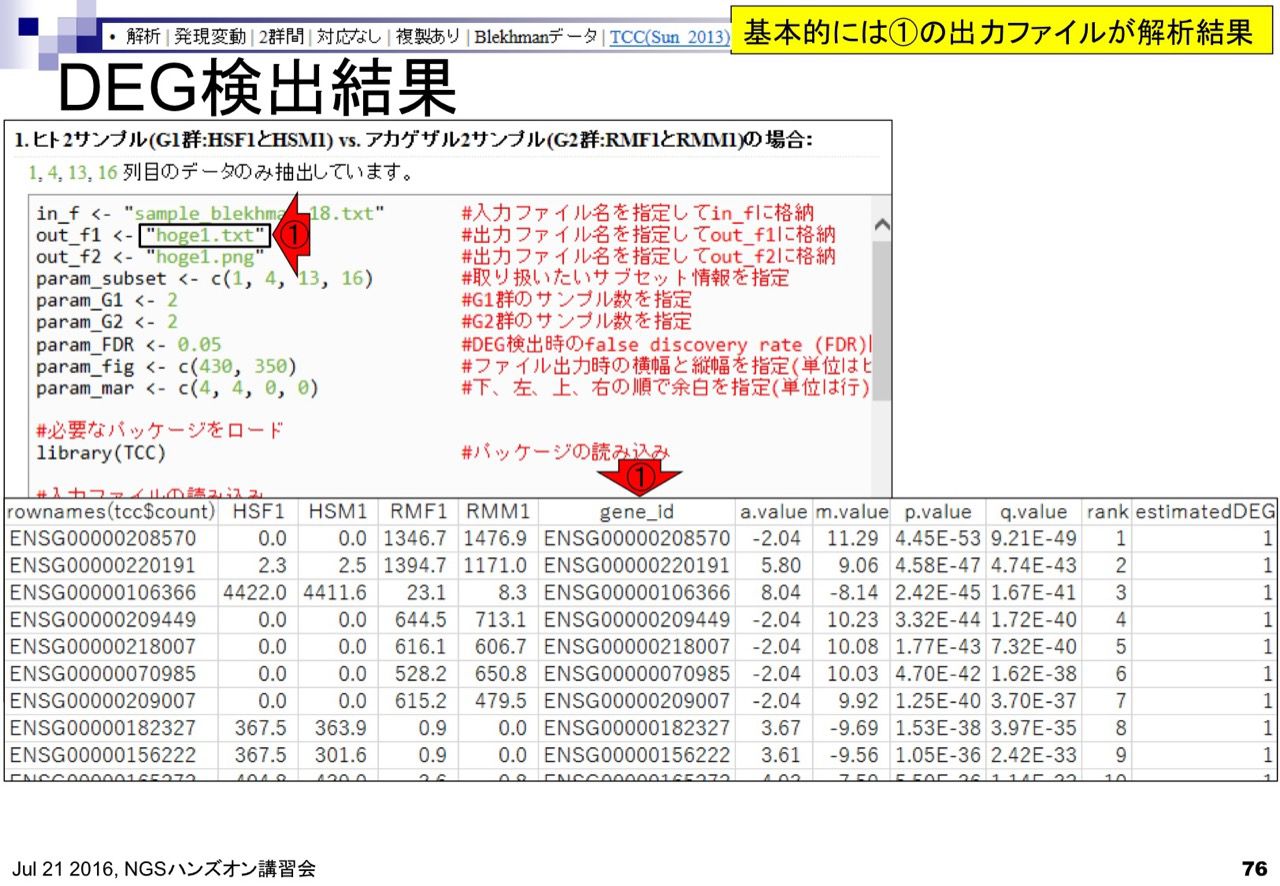 • 解析 | 発現変動 | 2群間 | 対応なし | 複製あり | Blekhmanデータ | TCC(Sun_2013)
基本的には①の出力ファイルが解析結果
DEG検出結果
1. ヒト2サンプル(G1群:HSF1とHSM1) vs. アカゲザル2サンプル(G2群:RMF1とRMM1)の場合:
1, 4, 13, 16 列目のデータのみ抽出しています。
in_f <- "sample_blekhma 18.txt" #入力ファイル名を指定してin_fに格納
out_f1 <- "hoge1.txt" ① #出力ファイル名を指定してout_f1に格納
out_f2 <- "hoge1.png" #出力ファイル名を指定してout_f2に格納
param_subset <- c(1, 4, 13, 16) #取り扱いたいサブセット情報を指定
param_G1 <- 2 #G1群のサンプル数を指定
param_G2 <- 2 #G2群のサンプル数を指定
param_FDR <- 0.05 #DEG検出時のfalse discovery rate (FDR)
param_fig <- c(430, 350) #ファイル出力時の横幅と縦幅を指定(単位はピ
param_mar <- c(4, 4, 0, 0) #下、左、上、右の順で余白を指定(単位は行)
#必要なパッケージをロード
library(TCC) #パッケージの読み込み
#入力ファイルの読み込み
①
rownames(tcc$count) HSF1 HSM1 RMF1 RMM1 gene_id a.value m.value p.value q.value rank estimatedDEG
ENSG00000208570 0.0 0.0 1346.7 1476.9 ENSG00000208570 -2.04 11.29 4.45E-53 9.21E-49 1 1
ENSG00000220191 2.3 2.5 1394.7 1171.0 ENSG00000220191 5.80 9.06 4.58E-47 4.74E-43 2 1
ENSG00000106366 4422.0 4411.6 23.1 8.3 ENSG00000106366 8.04 -8.14 2.42E-45 1.67E-41 3 1
ENSG00000209449 0.0 0.0 644.5 713.1 ENSG00000209449 -2.04 10.23 3.32E-44 1.72E-40 4 1
ENSG00000218007 0.0 0.0 616.1 606.7 ENSG00000218007 -2.04 10.08 1.77E-43 7.32E-40 5 1
ENSG00000070985 0.0 0.0 528.2 650.8 ENSG00000070985 -2.04 10.03 4.70E-42 1.62E-38 6 1
ENSG00000209007 0.0 0.0 615.2 479.5 ENSG00000209007 -2.04 9.92 1.25E-40 3.70E-37 7 1
ENSG00000182327 367.5 363.9 0.9 0.0 ENSG00000182327 3.67 -9.69 1.53E-38 3.97E-35 8 1
ENSG00000156222 367.5 301.6 0.9 0.0 ENSG00000156222 3.61 -9.56 1.05E-36 2.42E-33 9 1
Jul 21 2016, NGSハンズオン講習会
76